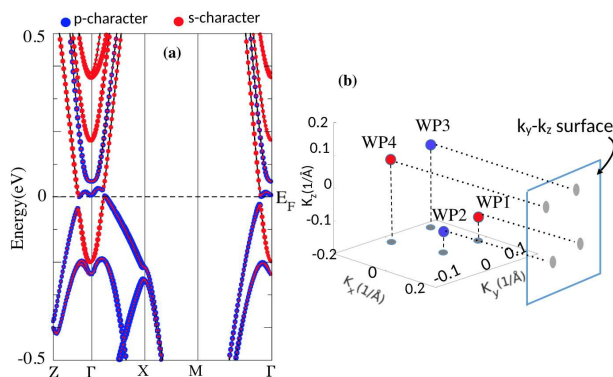 p-character s-character
(a)
0.5
0
-0.5
Energy(eV)
E_F
Z Γ X M Γ
(b)
k_y-k_z surface
0.2
0.1
0
-0.1
-0.2
K_z(1/Å)
WP4
WP3
WP2
WP1
0
0.2
K_x(1/Å)
-0.1
0
0.1
K_y(1/Å)